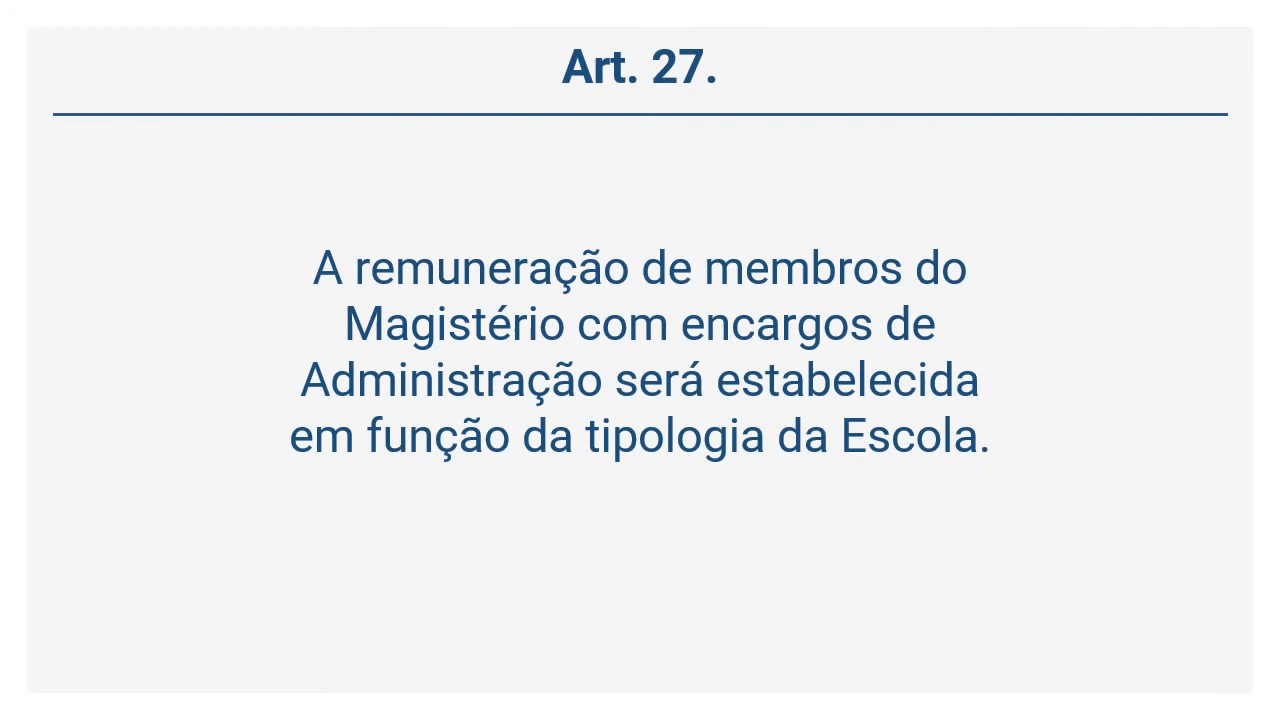 Art. 27.
A remuneração de membros do
Magistério com encargos de
Administração será estabelecida
em função da tipologia da Escola.